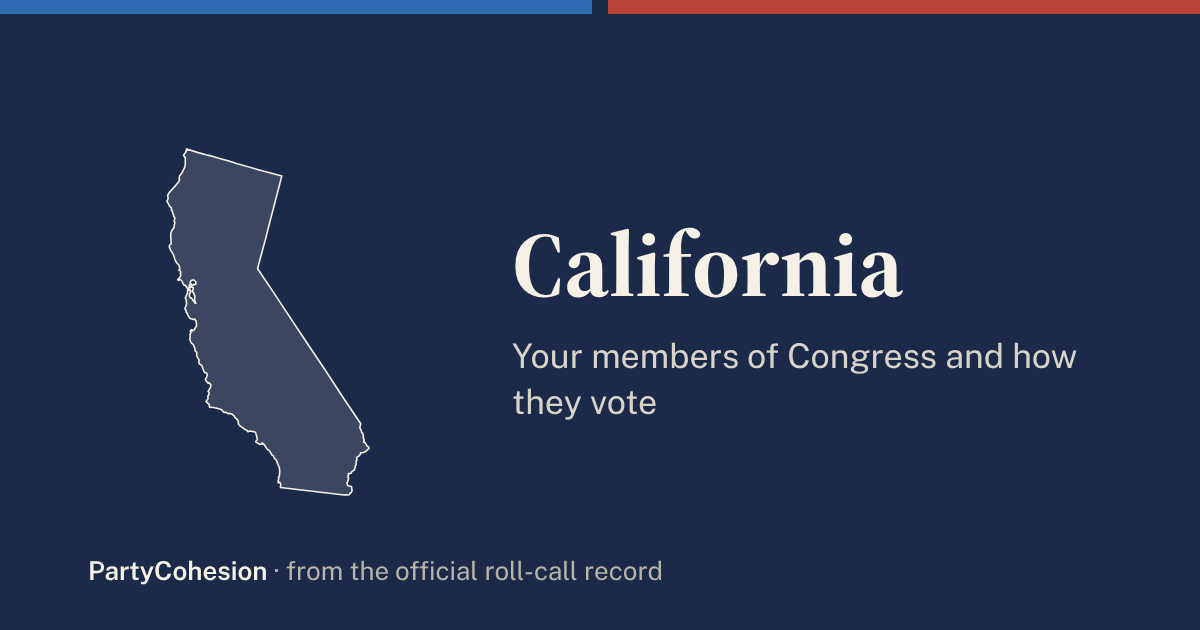 California
Your members of Congress and how
they vote
PartyCohesion · from the official roll-call record